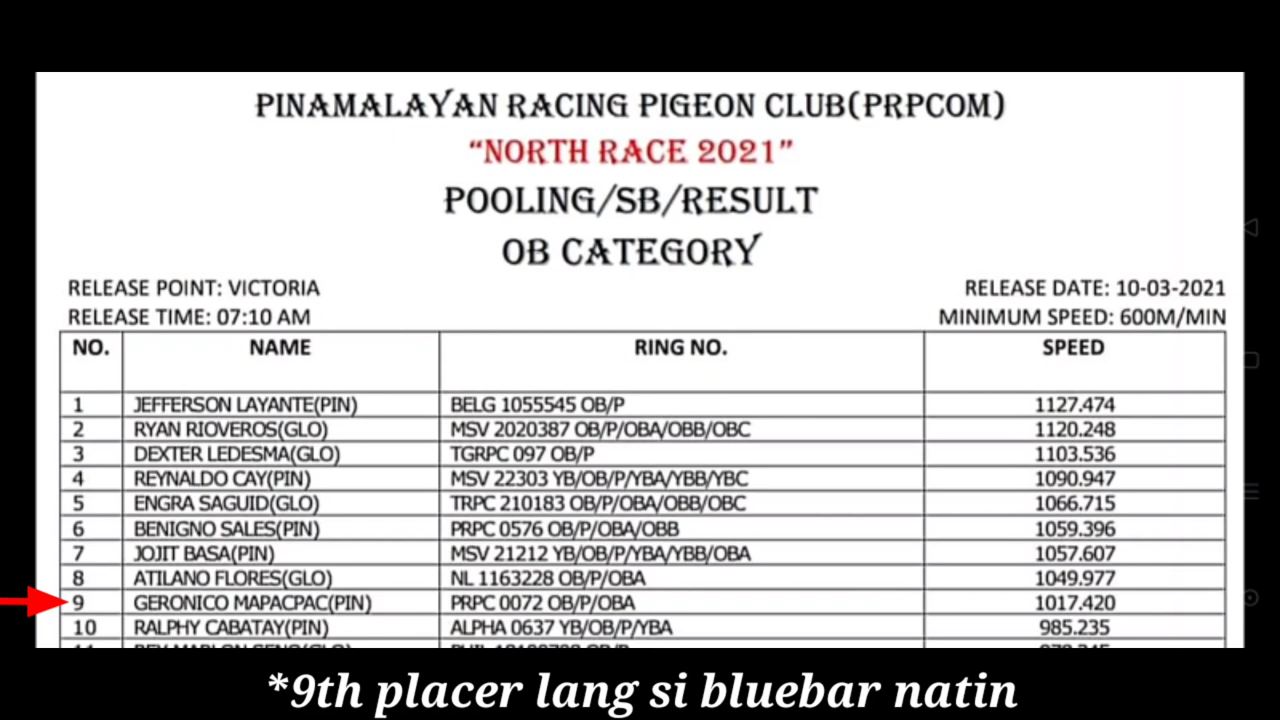 PINAMALAYAN RACING PIGEON CLUB(PRPCOM)
“NORTH RACE 2021”
POOLING/SB/RESULT
OB CATEGORY
RELEASE POINT: VICTORIA RELEASE DATE: 10-03-2021
RELEASE TIME: 07:10 AM MINIMUM SPEED: 600M/MIN
NO. NAME RING NO. SPEED
1 JEFFERSON LAYANTE(PIN) BELG 1055545 OB/P 1127.474
2 RYAN RIOVEROS(GLO) MSV 2020387 OB/P/OBA/OBB/OBC 1120.248
3 DEXTER LEDESMA(GLO) TGRPC 097 OB/P 1103.536
4 REYNALDO CAY(PIN) MSV 22303 YB/OB/P/YBA/YBB/YBC 1090.947
5 ENGRA SAGUID(GLO) TRPC 210183 OB/P/OBA/OBB/OBC 1066.715
6 BENIGNO SALES(PIN) PRPC 0576 OB/P/OBA/OBB 1059.396
7 JOJIT BASA(PIN) MSV 21212 YB/OB/P/YBA/YBB/OBA 1057.607
8 ATILANO FLORES(GLO) NL 1163228 OB/P/OBA 1049.977
9 GERONICO MAPACPAC(PIN) PRPC 0072 OB/P/OBA 1017.420
10 RALPHY CABATAY(PIN) ALPHA 0637 YB/OB/P/YBA 985.235
*9th placer lang si bluebar natin